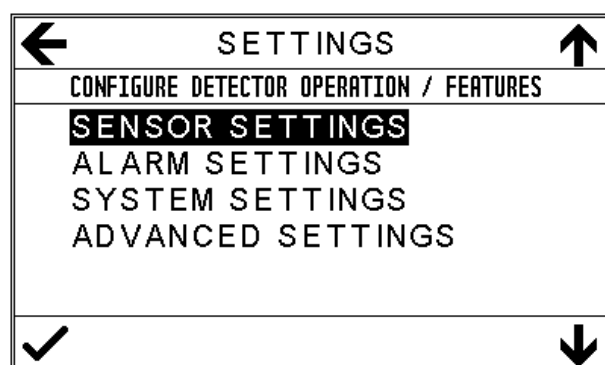 SETTINGS
CONFIGURE DETECTOR OPERATION / FEATURES
SENSOR SETTINGS
ALARM SETTINGS
SYSTEM SETTINGS
ADVANCED SETTINGS